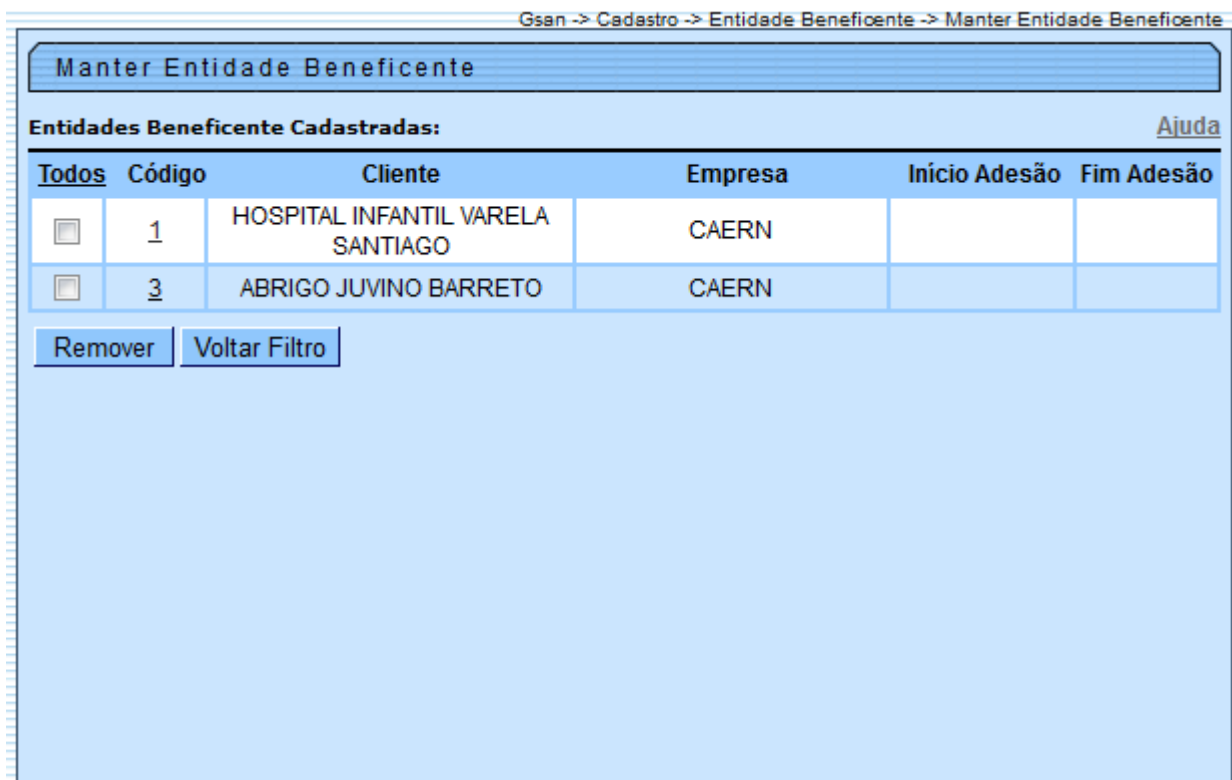 Gsan -> Cadastro -> Entidade Beneficente -> Manter Entidade Beneficente
Manter Entidade Beneficente
Entidades Beneficente Cadastradas: Ajuda
Todos Código Cliente Empresa Início Adesão Fim Adesão
1 HOSPITAL INFANTIL VARELA SANTIAGO CAERN
3 ABRIGO JUVINO BARRETO CAERN
Remover Voltar Filtro